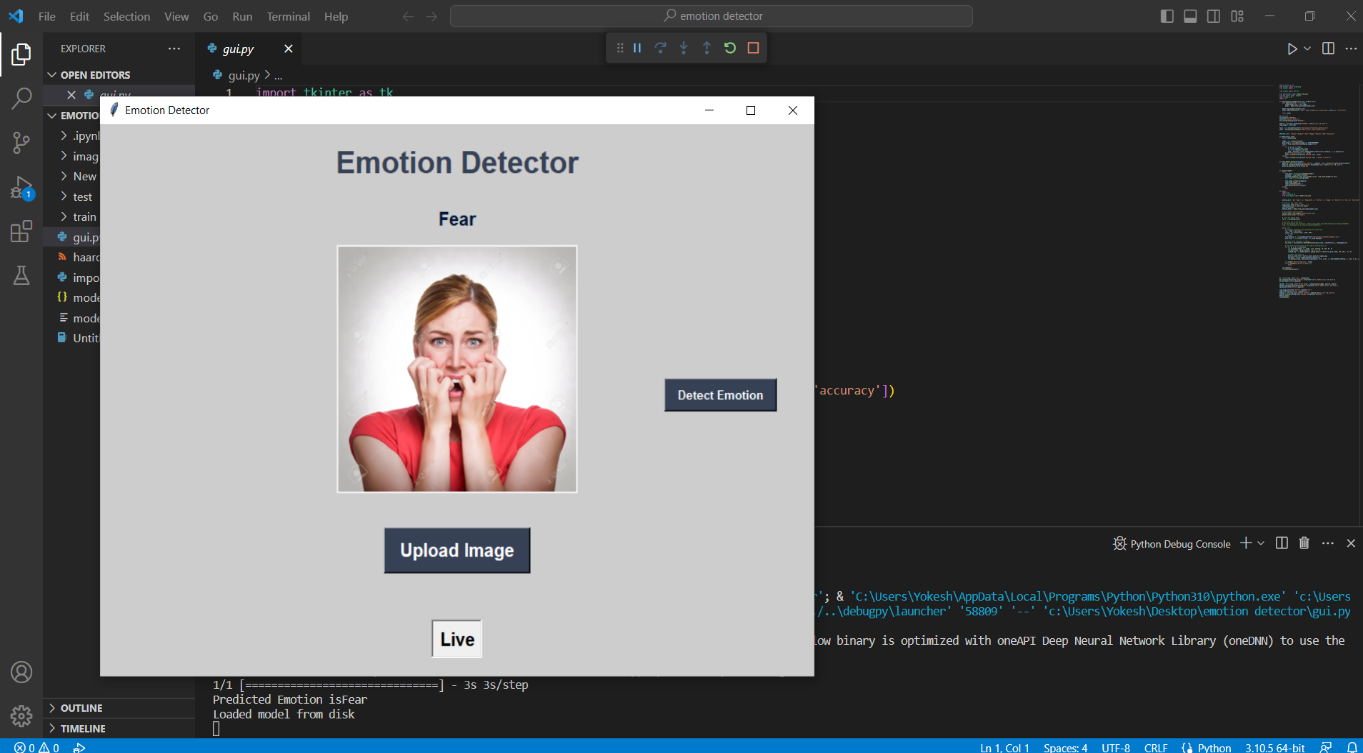 File Edit Selection View Go Run Terminal Help
emotion detector
EXPLORER
gui.py
OPEN EDITORS
gui.py > ...
gui.py
1 import tkinter as tk
Emotion Detector
EMOTIO
.ipynl
imag
New
test
train
gui.py
haarc
impo
mode
mode
Untit
Emotion Detector
Fear
Detect Emotion
'accuracy'])
Upload Image
Live
Python Debug Console
'; & 'C:\Users\Yokesh\AppData\Local\Programs\Python\Python310\python.exe' 'c:\Users
/..\debugpy\launcher' '58809' '--' 'c:\Users\Yokesh\Desktop\emotion detector\gui.py
low binary is optimized with oneAPI Deep Neural Network Library (oneDNN) to use the
1/1 [==============================] - 3s 3s/step
Predicted Emotion isFear
Loaded model from disk
OUTLINE
TIMELINE
1
0 0 Ln 1, Col 1 Spaces: 4 UTF-8 CRLF Python 3.10.5 64-bit